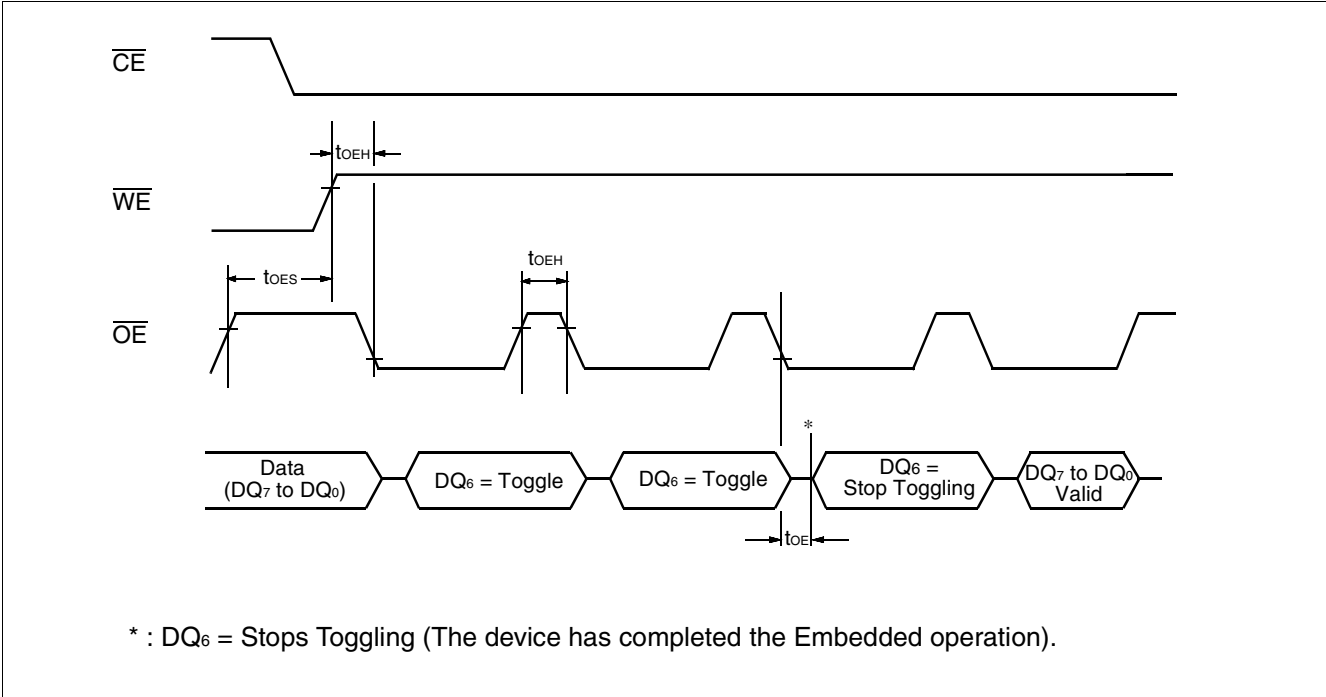 CE
tOEH
WE
tOEH
tOES
OE
*
Data
(DQ7 to DQ0)
DQ6 = Toggle
DQ6 = Toggle
DQ6 =
Stop Toggling
DQ7 to DQ0
Valid
tOE
* : DQ6 = Stops Toggling (The device has completed the Embedded operation).